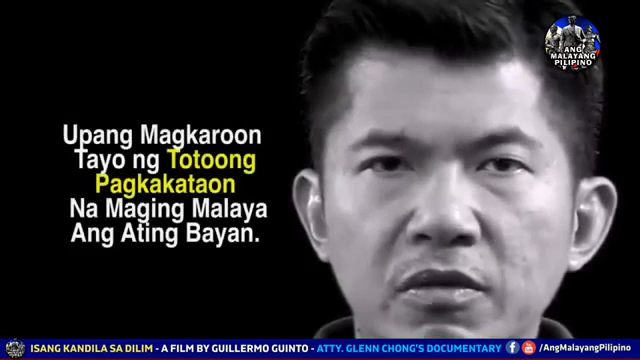 ANG
MALAYANG
PILIPINO
Upang Magkaroon
Tayo ng Totoong
Pagkakataon
Na Maging Malaya
Ang Ating Bayan.
ISANG KANDILA SA DILIM - A FILM BY GUILLERMO GUINTO - ATTY. GLENN CHONG'S DOCUMENTARY /AngMalayangPilipino